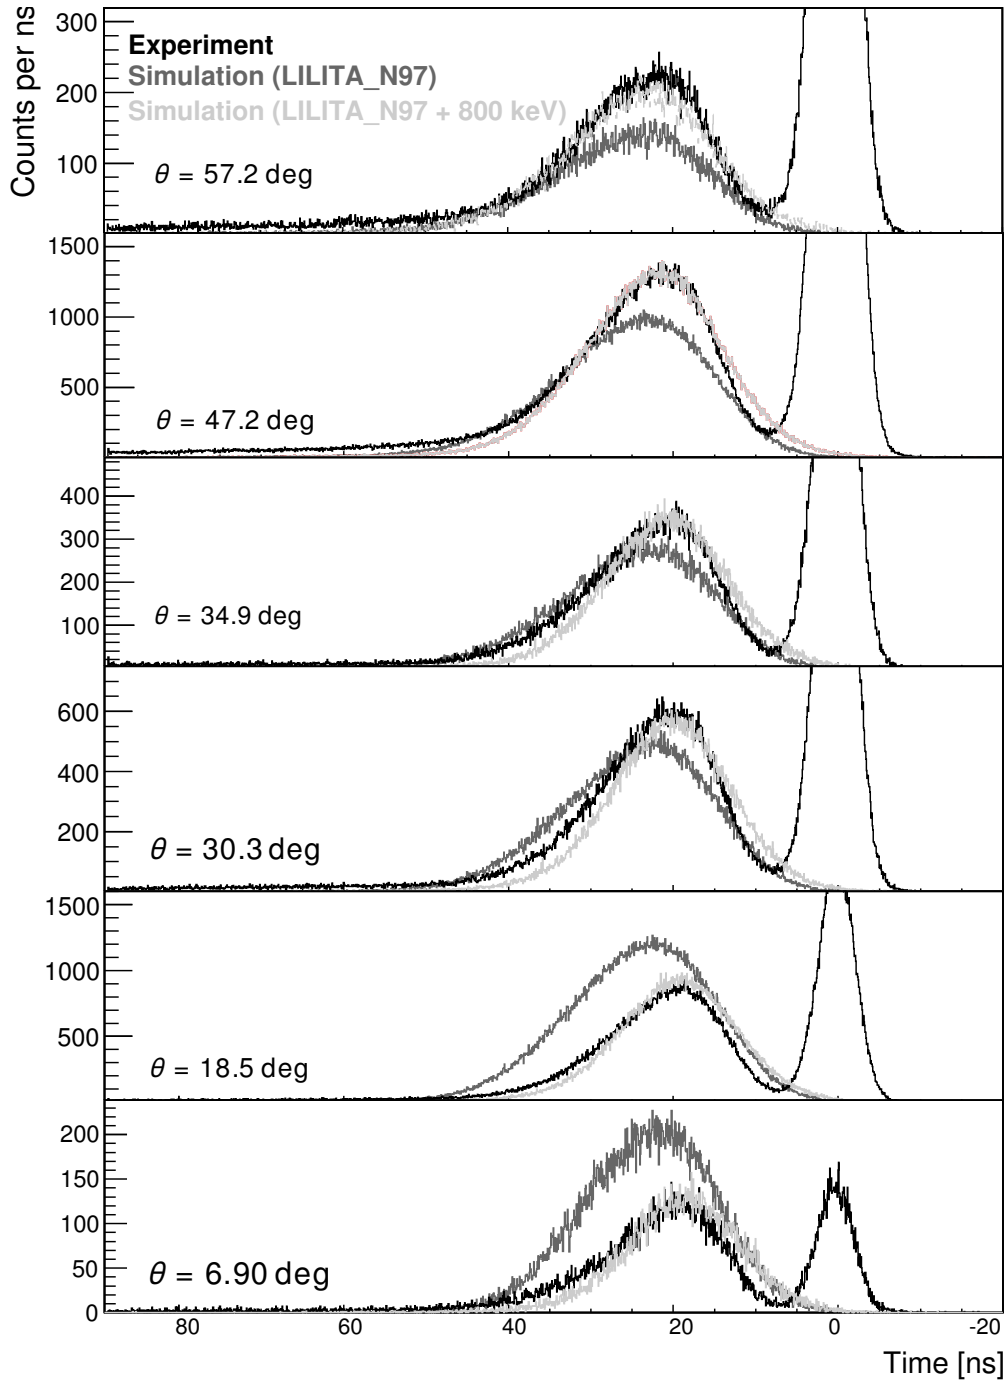 Counts per ns
300
200
100
Experiment
Simulation (LILITA_N97)
Simulation (LILITA_N97 + 800 keV)
θ = 57.2 deg
1500
1000
500
θ = 47.2 deg
400
300
200
100
θ = 34.9 deg
600
400
200
θ = 30.3 deg
1500
1000
500
θ = 18.5 deg
200
150
100
50
0
θ = 6.90 deg
80 60 40 20 0 -20
Time [ns]